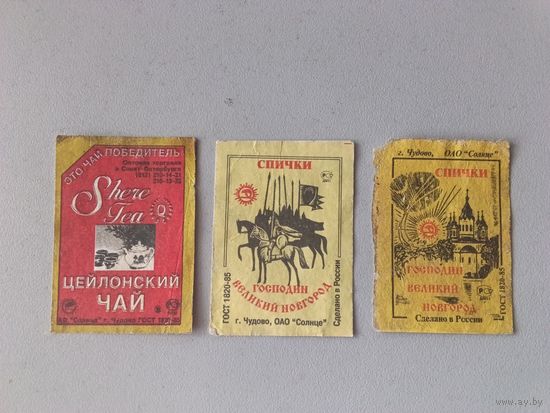 ЭТО ЧАЙ ПОБЕДИТЕЛЬ
Оптовая торговля
в Санкт-Петербурге
Shere
Tea
ЦЕЙЛОНСКИЙ
ЧАЙ
СПИЧКИ
РСТ
ГОСПОДИН
ВЕЛИКИЙ НОВГОРОД
г. Чудово, ОАО "Солнце"
ГОСТ 1820-85
Сделано в России
г. Чудово, ОАО "Солнце"
СПИЧКИ
РСТ
ГОСПОДИН
ВЕЛИКИЙ
НОВГОРОД
Сделано в России
ГОСТ 1820-85
www.ay.by